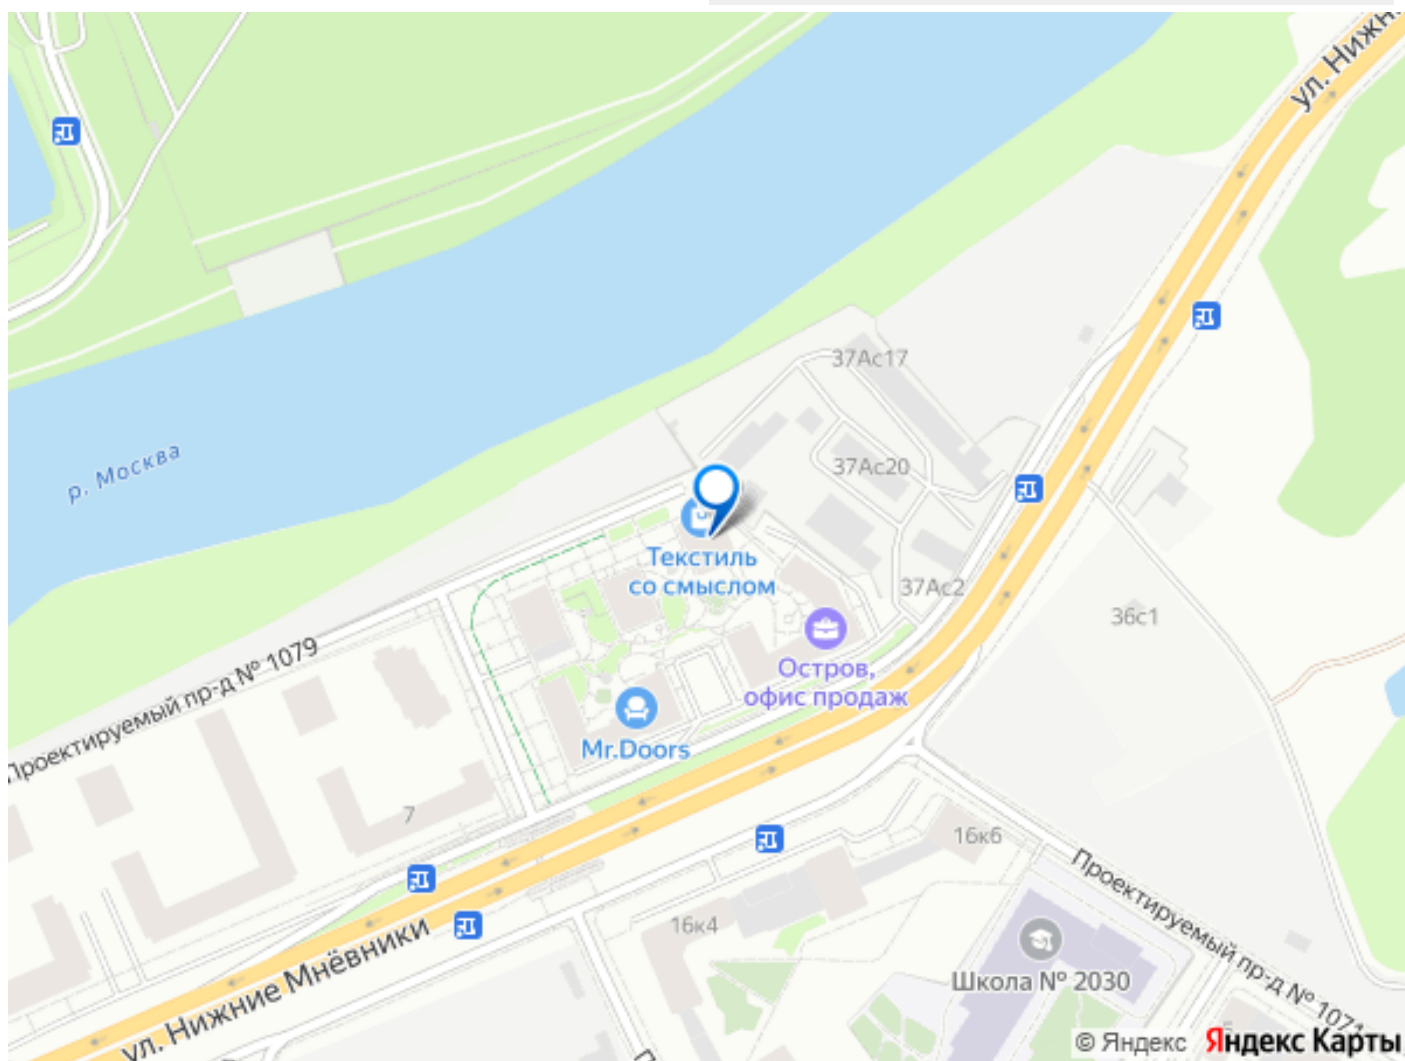 ул. Нижн
37Ас17
р. Москва
37Ас20
Текстиль
со смыслом
37Ас2
36с1
Проектируемый пр-д № 1079
Остров,
офис продаж
Mr.Doors
7
16к6
Проектируемый пр-д № 1071
16к4
ул. Нижние Мнёвники
Школа № 2030
© Яндекс Яндекс Карты